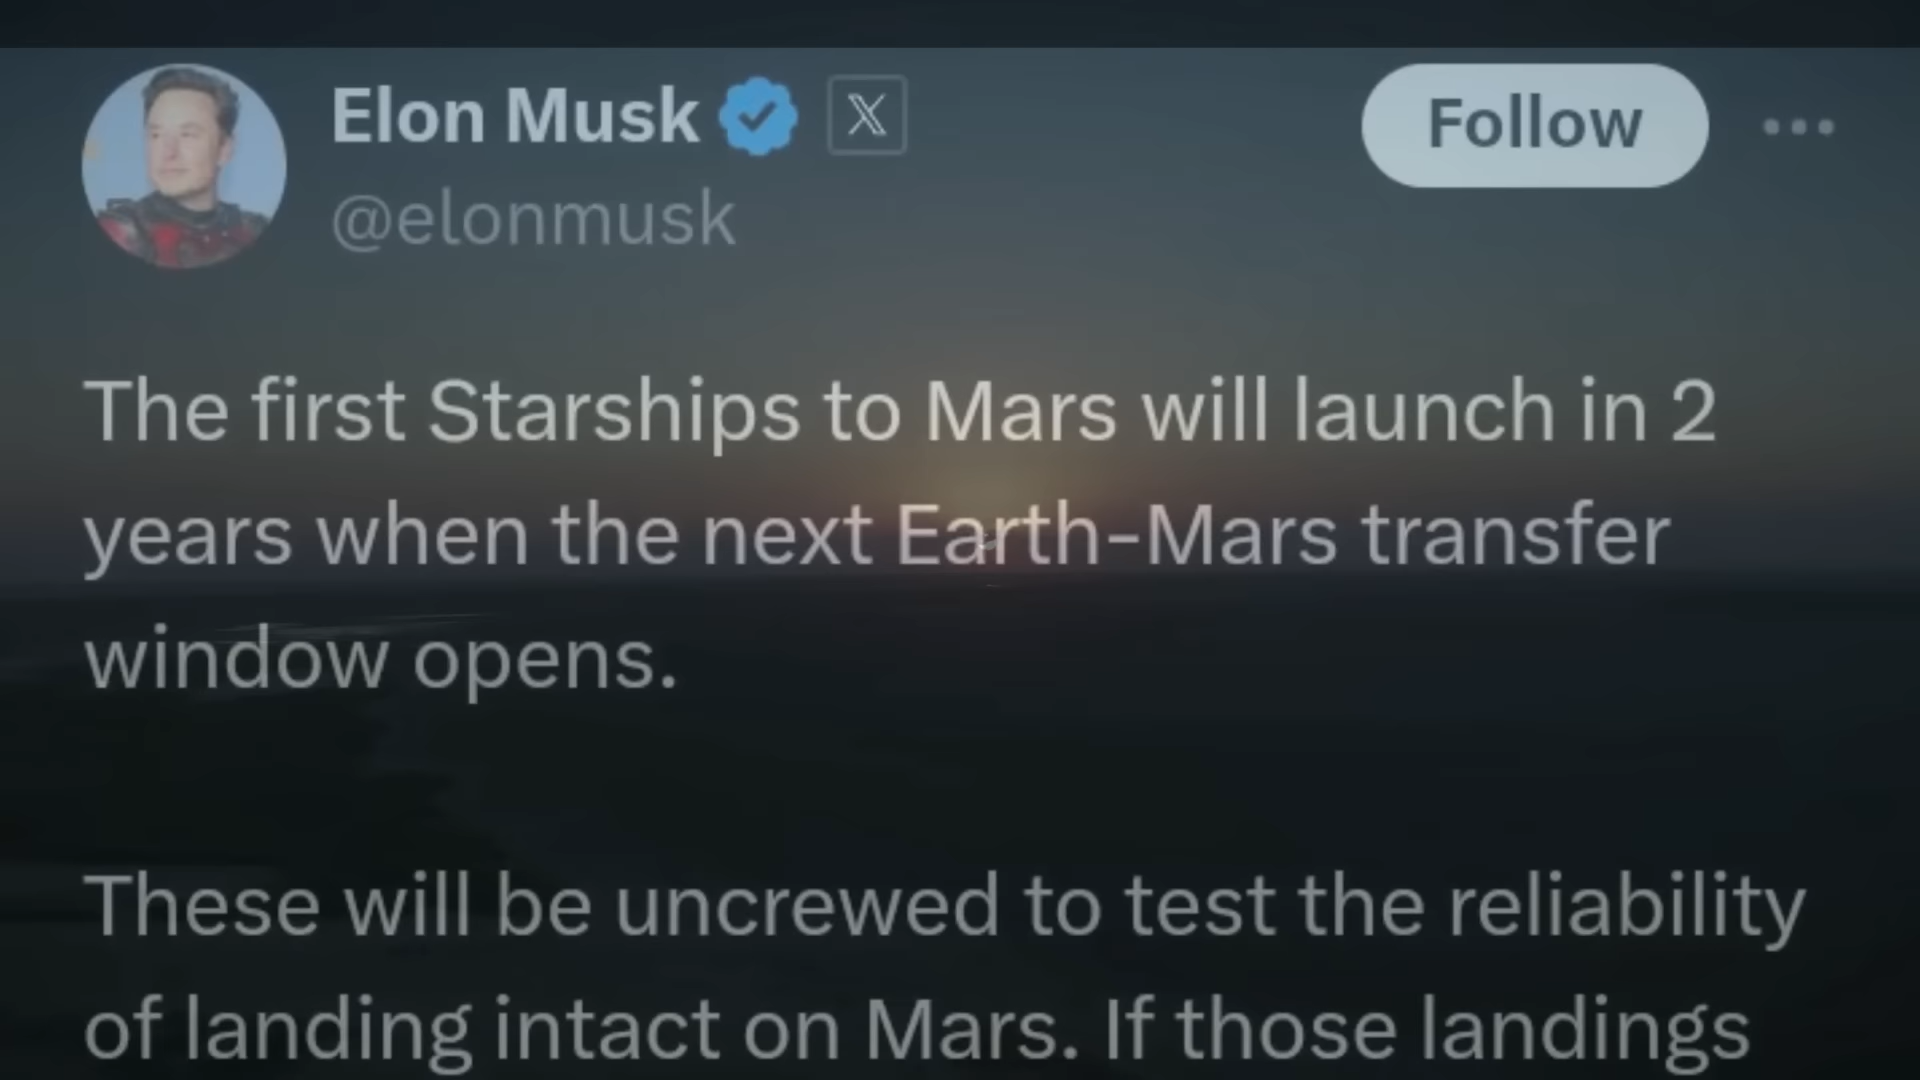 Elon Musk X
@elonmusk
Follow
The first Starships to Mars will launch in 2
years when the next Earth-Mars transfer
window opens.
These will be uncrewed to test the reliability
of landing intact on Mars. If those landings